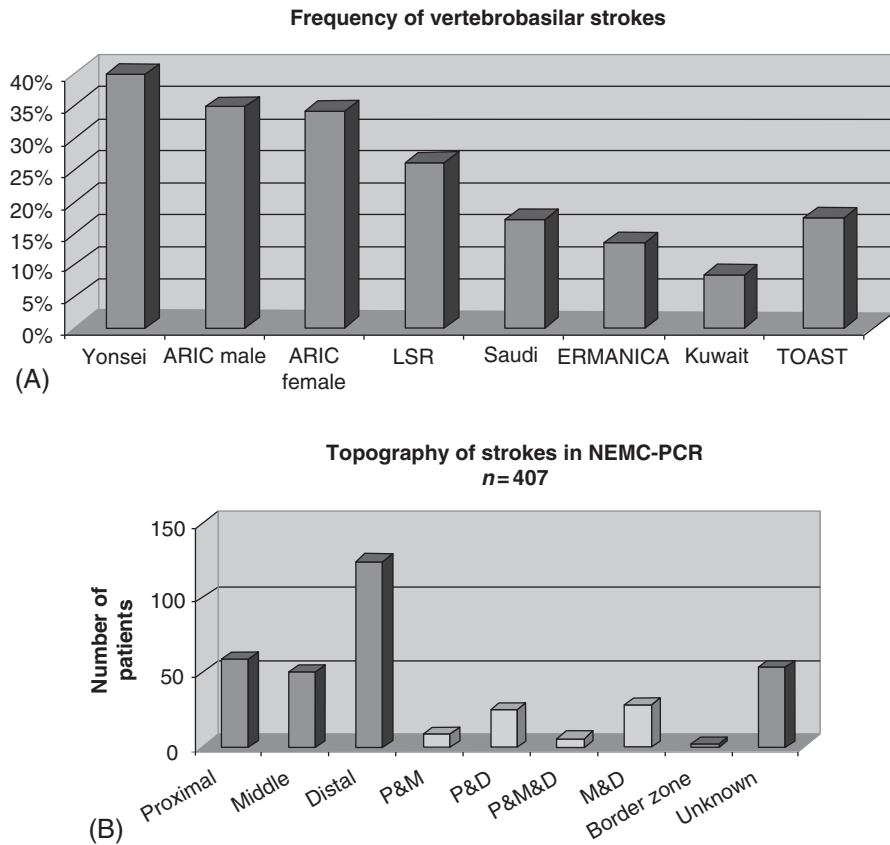 Frequency of vertebrobasilar strokes
40%
35%
30%
25%
20%
15%
10%
5%
0%
Yonsei ARIC male ARIC female LSR Saudi ERMANICA Kuwait TOAST
(A)
Topography of strokes in NEMC-PCR
n = 407
Number of
patients
150
100
50
0
Proximal Middle Distal P&M P&D P&M&D M&D Border zone Unknown
(B)